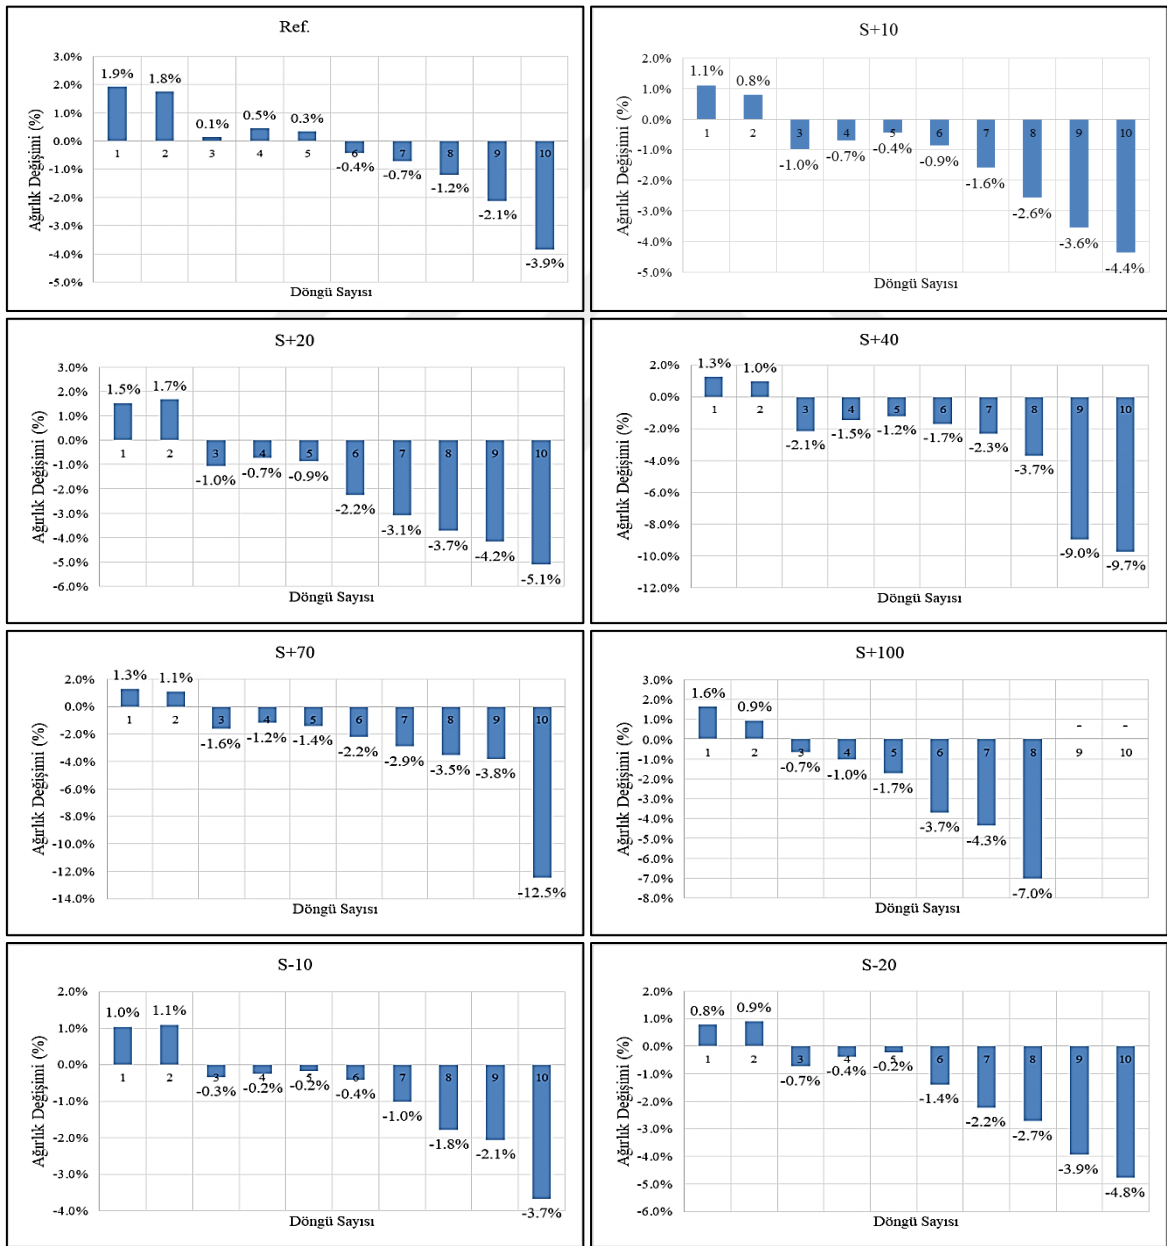 Ref.
Ağırlık Değişimi (%)
3.0%
2.0%
1.0%
0.0%
-1.0%
-2.0%
-3.0%
-4.0%
-5.0%
1.9% 1.8% 0.1% 0.5% 0.3% -0.4% -0.7% -1.2% -2.1% -3.9%
1 2 3 4 5 6 7 8 9 10
Döngü Sayısı
S+10
Ağırlık Değişimi (%)
2.0%
1.0%
0.0%
-1.0%
-2.0%
-3.0%
-4.0%
-5.0%
1.1% 0.8% -1.0% -0.7% -0.4% -0.9% -1.6% -2.6% -3.6% -4.4%
1 2 3 4 5 6 7 8 9 10
Döngü Sayısı
S+20
Ağırlık Değişimi (%)
3.0%
2.0%
1.0%
0.0%
-1.0%
-2.0%
-3.0%
-4.0%
-5.0%
-6.0%
1.5% 1.7% -1.0% -0.7% -0.9% -2.2% -3.1% -3.7% -4.2% -5.1%
1 2 3 4 5 6 7 8 9 10
Döngü Sayısı
S+40
Ağırlık Değişimi (%)
2.0%
0.0%
-2.0%
-4.0%
-6.0%
-8.0%
-10.0%
-12.0%
1.3% 1.0% -2.1% -1.5% -1.2% -1.7% -2.3% -3.7% -9.0% -9.7%
1 2 3 4 5 6 7 8 9 10
Döngü Sayısı
S+70
Ağırlık Değişimi (%)
2.0%
0.0%
-2.0%
-4.0%
-6.0%
-8.0%
-10.0%
-12.0%
-14.0%
1.3% 1.1% -1.6% -1.2% -1.4% -2.2% -2.9% -3.5% -3.8% -12.5%
1 2 3 4 5 6 7 8 9 10
Döngü Sayısı
S+100
Ağırlık Değişimi (%)
3.0%
2.0%
1.0%
0.0%
-1.0%
-2.0%
-3.0%
-4.0%
-5.0%
-6.0%
-7.0%
-8.0%
1.6% 0.9% -0.7% -1.0% -1.7% -3.7% -4.3% -7.0% - -
1 2 3 4 5 6 7 8 9 10
Döngü Sayısı
S-10
Ağırlık Değişimi (%)
2.0%
1.0%
0.0%
-1.0%
-2.0%
-3.0%
-4.0%
1.0% 1.1% -0.3% -0.2% -0.2% -0.4% -1.0% -1.8% -2.1% -3.7%
1 2 3 4 5 6 7 8 9 10
Döngü Sayısı
S-20
Ağırlık Değişimi (%)
2.0%
1.0%
0.0%
-1.0%
-2.0%
-3.0%
-4.0%
-5.0%
-6.0%
0.8% 0.9% -0.7% -0.4% -0.2% -1.4% -2.2% -2.7% -3.9% -4.8%
1 2 3 4 5 6 7 8 9 10
Döngü Sayısı